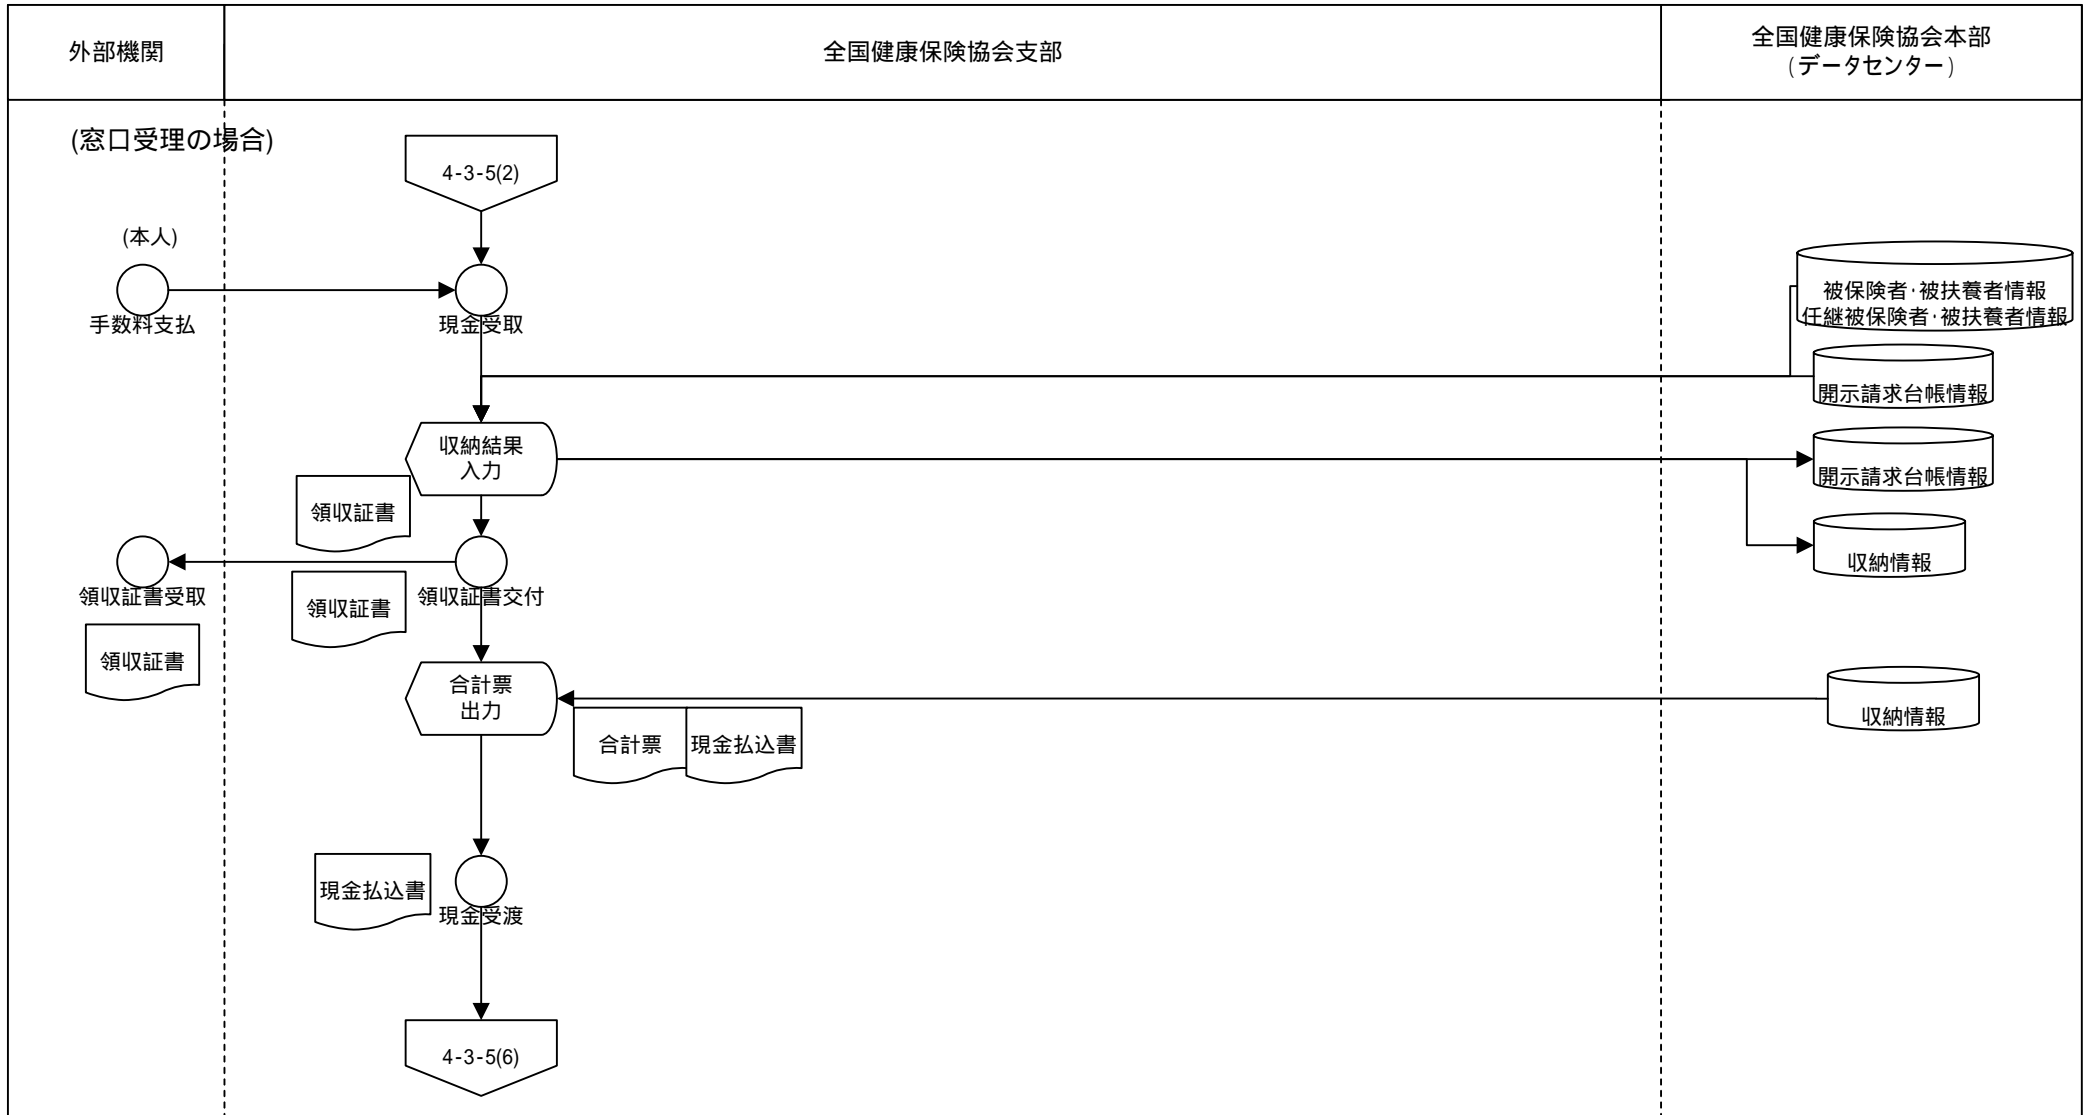 外部機関
全国健康保険協会支部
全国健康保険協会本部
(データセンター)
(窓口受理の場合)
4-3-5(2)
(本人)
手数料支払
現金受取
被保険者･被扶養者情報
任継被保険者･被扶養者情報
開示請求台帳情報
収納結果
入力
開示請求台帳情報
領収証書
収納情報
領収証書受取
領収証書交付
領収証書
領収証書
合計票
出力
収納情報
合計票
現金払込書
現金払込書
現金受渡
4-3-5(6)